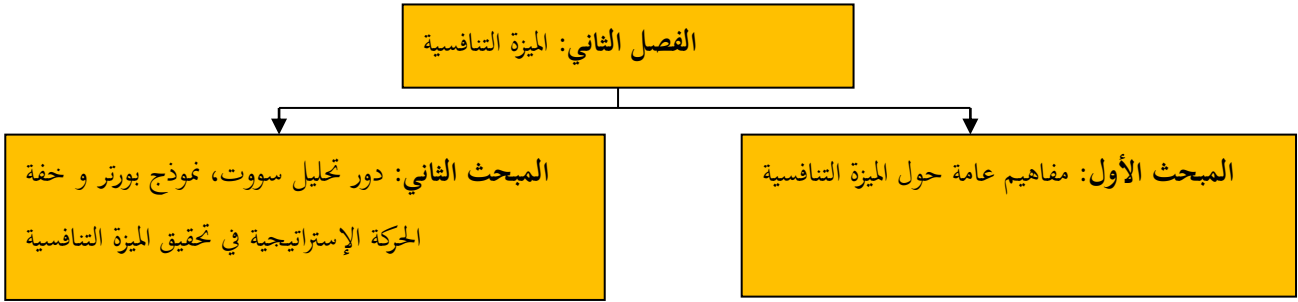 الفصل الثاني: الميزة التنافسية
المبحث الأول: مفاهيم عامة حول الميزة التنافسية
المبحث الثاني: دور تحليل سووت، نموذج بورتر و خفة
الحركة الإستراتيجية في تحقيق الميزة التنافسية